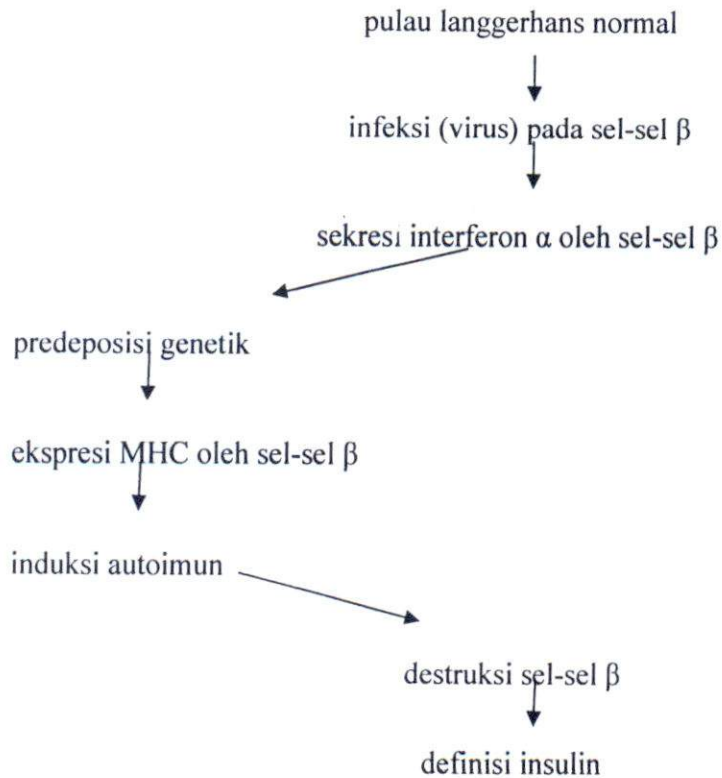 pulau langgerhans normal
infeksi (virus) pada sel-sel β
sekresi interferon α oleh sel-sel β
predeposisi genetik
ekspresi MHC oleh sel-sel β
induksi autoimun
destruksi sel-sel β
definisi insulin